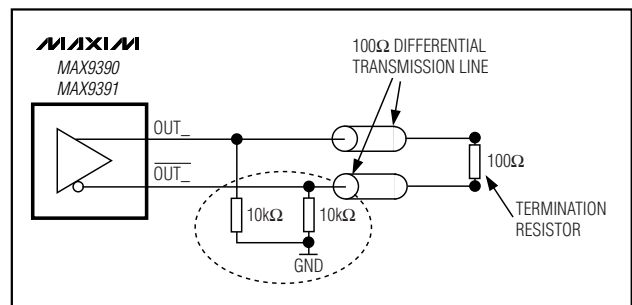 MAXIM
MAX9390
MAX9391
100Ω DIFFERENTIAL
TRANSMISSION LINE
OUT_
OUT_
100Ω
10kΩ
10kΩ
GND
TERMINATION
RESISTOR